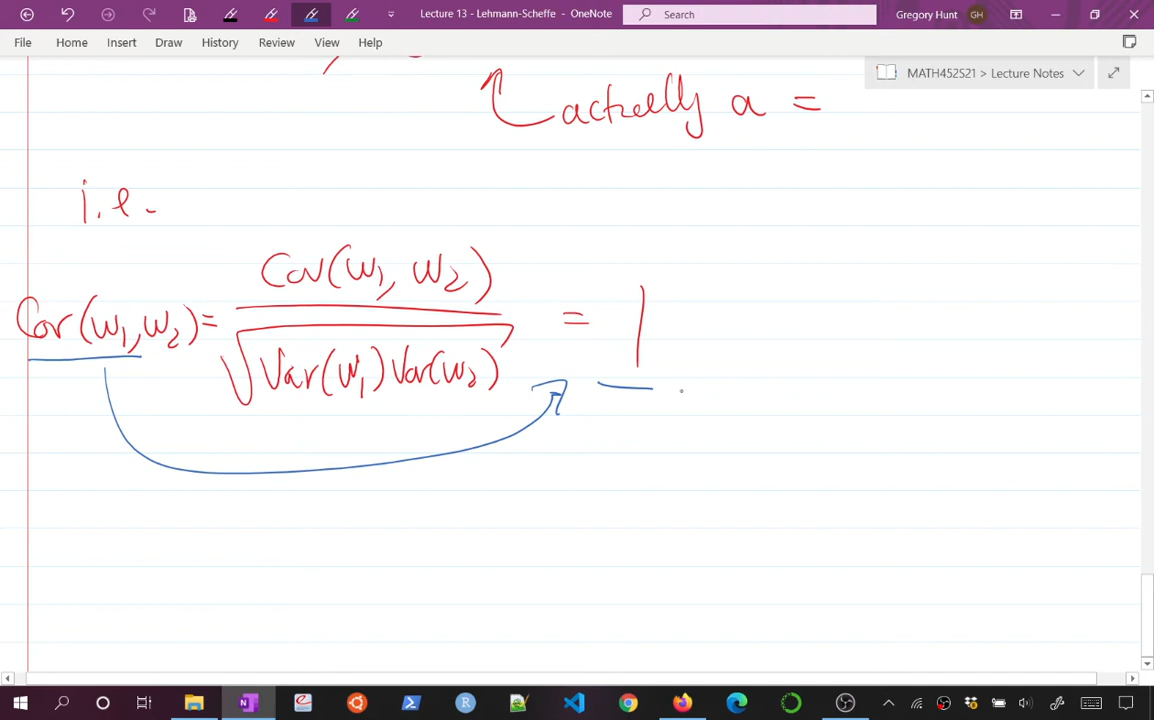 Lecture 13 - Lehmann-Scheffe - OneNote
Search
Gregory Hunt
GH
File Home Insert Draw History Review View Help
MATH452S21 > Lecture Notes
actually a =
i.e.
Cor(W₁, W₂) = Cov(W₁, W₂) / √Var(W₁) Var(W₂) = 1